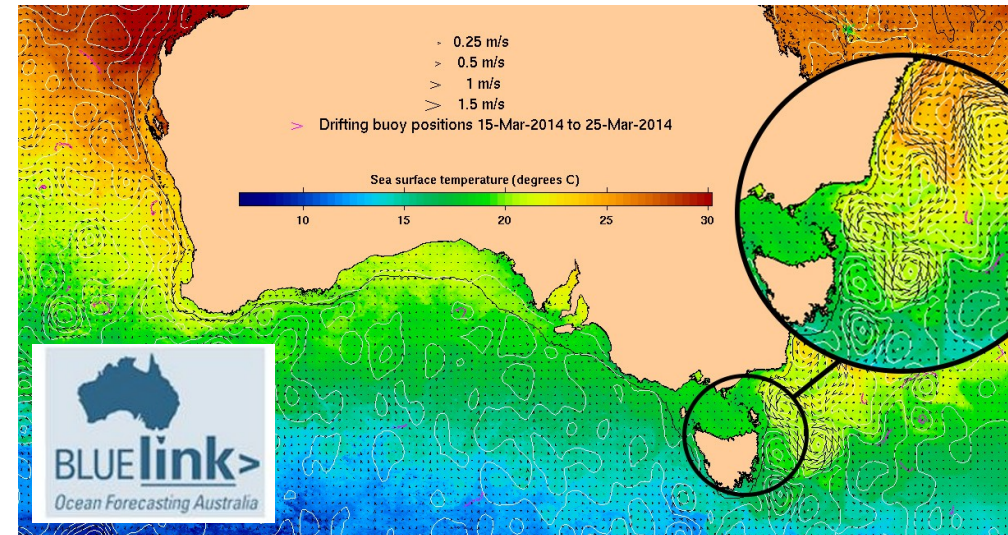 > 0.25 m/s
> 0.5 m/s
> 1 m/s
> 1.5 m/s
> Drifting buoy positions 15-Mar-2014 to 25-Mar-2014
Sea surface temperature (degrees C)
10 15 20 25 30
BLUElink>
Ocean Forecasting Australia